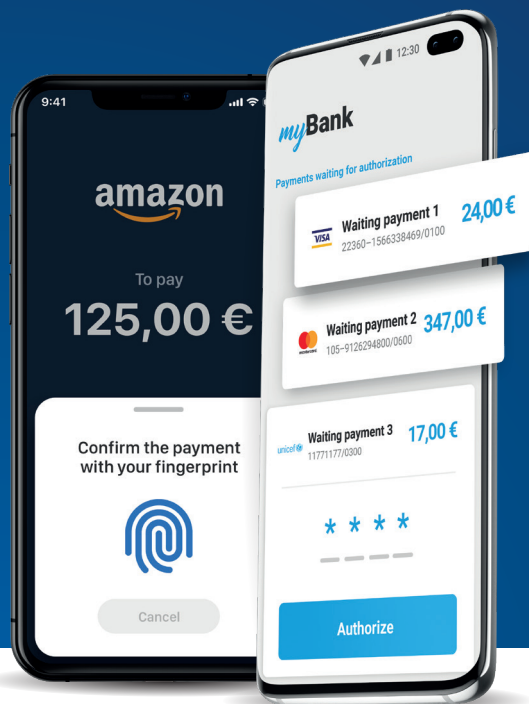 9:41
amazon
To pay
125,00 €
Confirm the payment
with your fingerprint
Cancel
12:30
myBank
Payments waiting for authorization
VISA
Waiting payment 1
24,00 €
22360–1566338469/0100
mastercard
Waiting payment 2
347,00 €
105–9126294800/0600
unicef
Waiting payment 3
17,00 €
11771177/0300
* * * *
Authorize